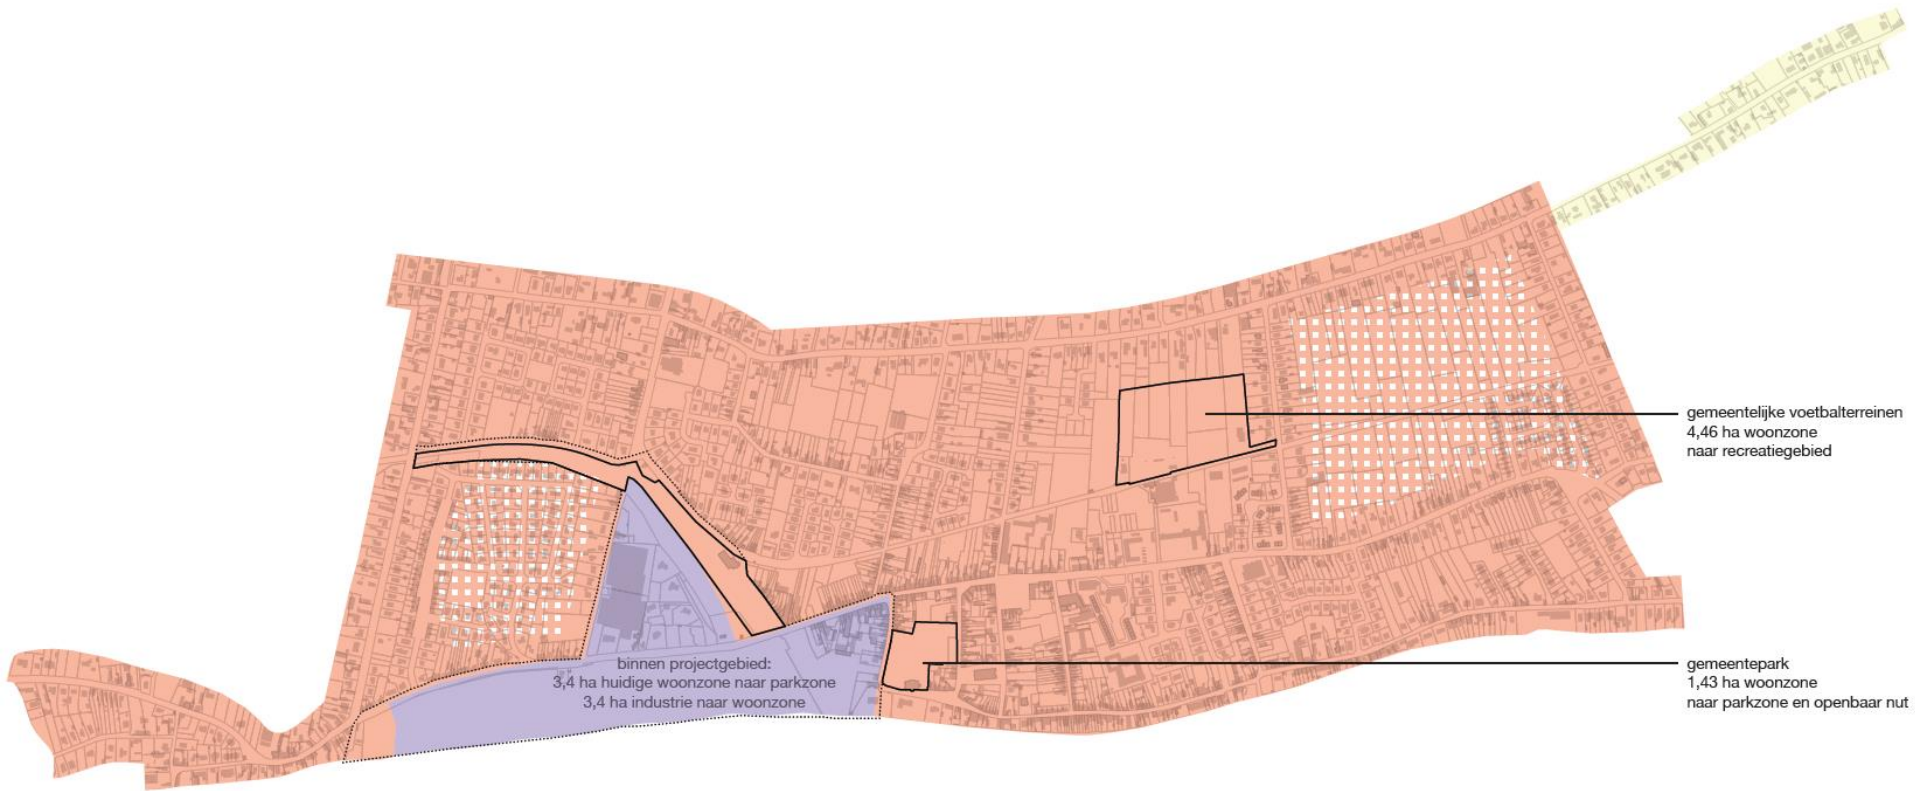 gemeentelijke voetbalterreinen
4,46 ha woonzone
naar recreatiegebied
binnen projectgebied:
3,4 ha huidige woonzone naar parkzone
3,4 ha industrie naar woonzone
gemeentepark
1,43 ha woonzone
naar parkzone en openbaar nut